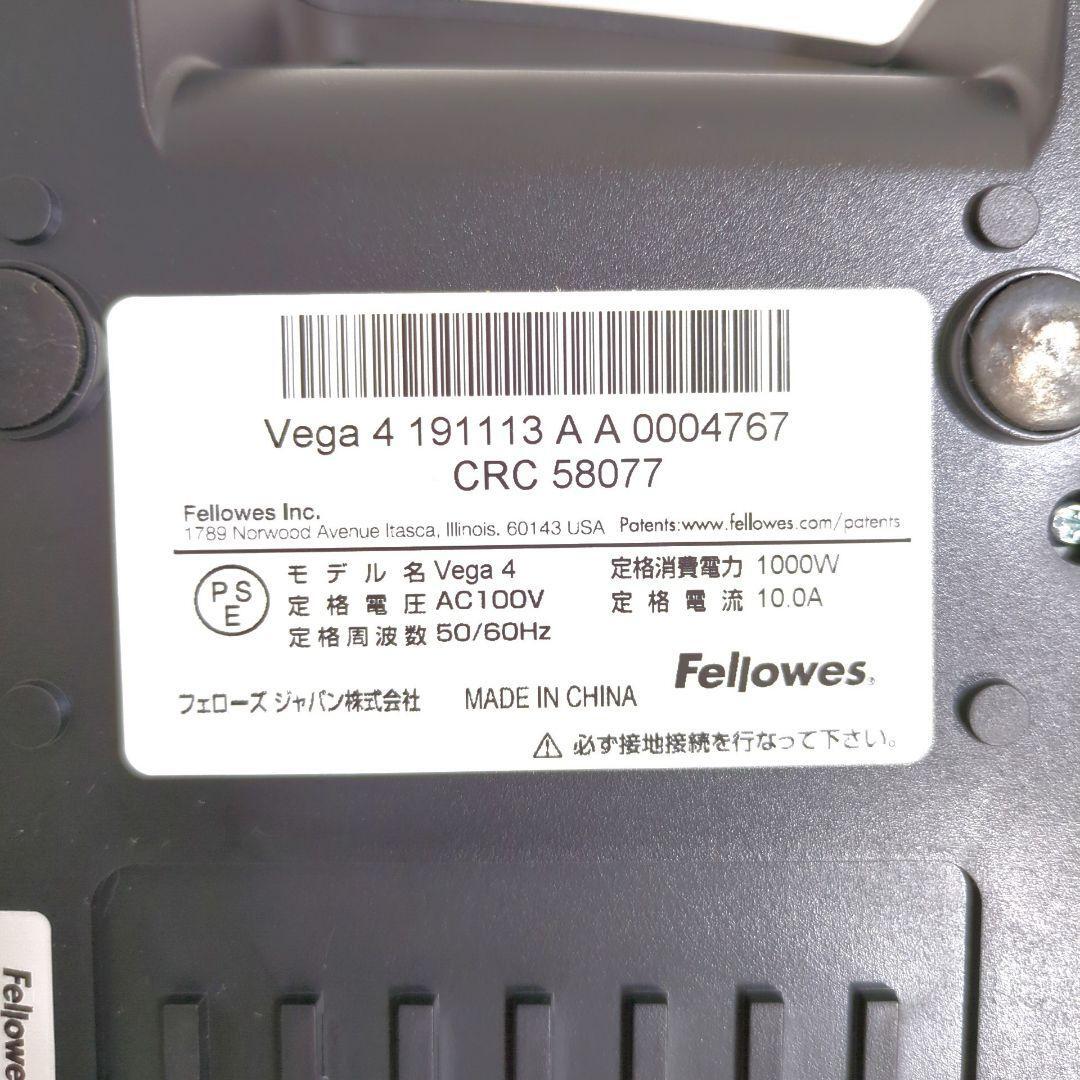 Vega 4 191113 A A 0004767
CRC 58077
Fellowes Inc.
1789 Norwood Avenue Itasca, Illinois. 60143 USA Patents:www.fellowes.com/patents
PSE
モデル名 Vega 4 定格消費電力 1000W
定格電圧 AC100V 定格電流 10.0A
定格周波数 50/60Hz
Fellowes®
フェローズ ジャパン株式会社 MADE IN CHINA
⚠ 必ず接地接続を行なって下さい。
Fellowe